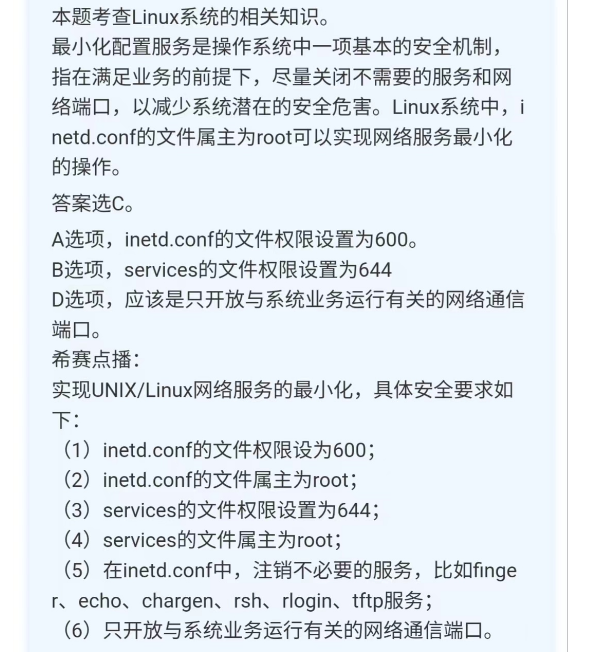 本题考查Linux系统的相关知识。
最小化配置服务是操作系统中一项基本的安全机制，
指在满足业务的前提下，尽量关闭不需要的服务和网
络端口，以减少系统潜在的安全危害。Linux系统中，i
netd.conf的文件属主为root可以实现网络服务最小化
的操作。
答案选C。
A选项，inetd.conf的文件权限设置为600。
B选项，services的文件权限设置为644
D选项，应该是只开放与系统业务运行有关的网络通信
端口。
希赛点播：
实现UNIX/Linux网络服务的最小化，具体安全要求如
下：
（1）inetd.conf的文件权限设为600；
（2）inetd.conf的文件属主为root；
（3）services的文件权限设置为644；
（4）services的文件属主为root；
（5）在inetd.conf中，注销不必要的服务，比如finge
r、echo、chargen、rsh、rlogin、tftp服务；
（6）只开放与系统业务运行有关的网络通信端口。